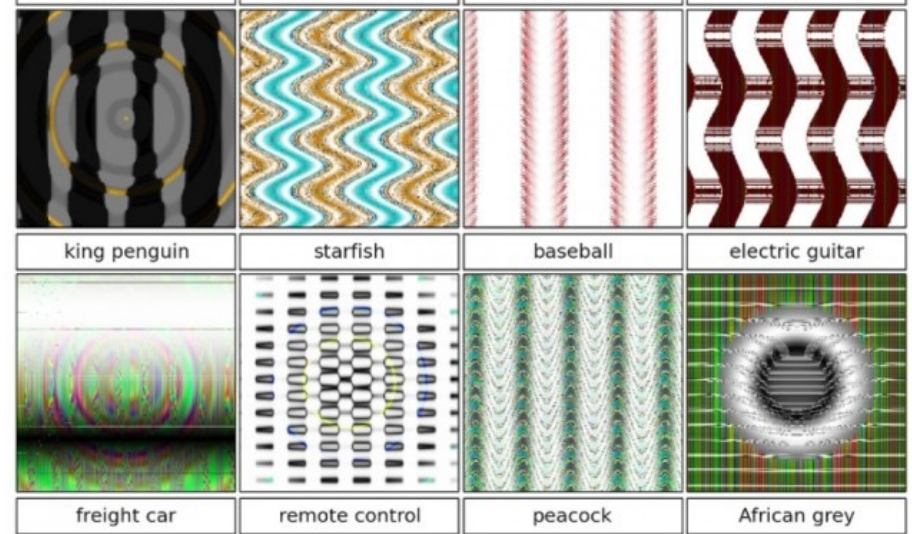 king penguin
starfish
baseball
electric guitar
freight car
remote control
peacock
African grey